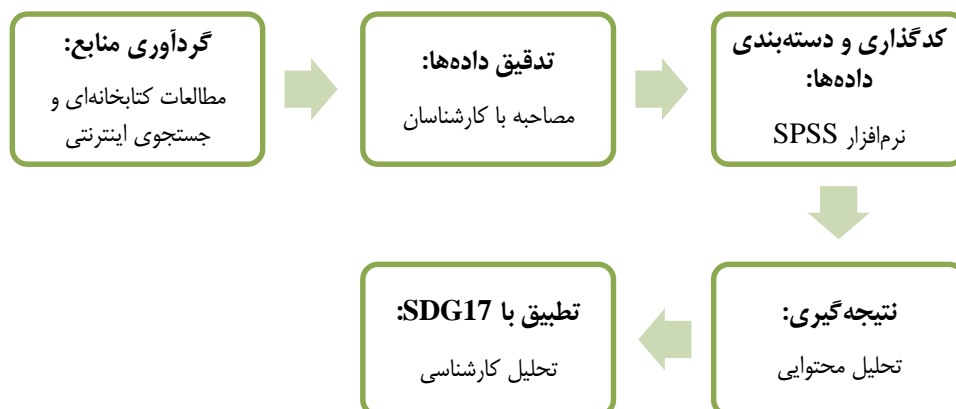 گردآوری منابع:
مطالعات کتابخانه‌ای و
جستجوی اینترنتی
تدقیق داده‌ها:
مصاحبه با کارشناسان
کدگذاری و دسته‌بندی
داده‌ها:
نرم‌افزار SPSS
نتیجه‌گیری:
تحلیل محتوایی
تطبیق با SDG17:
تحلیل کارشناسی